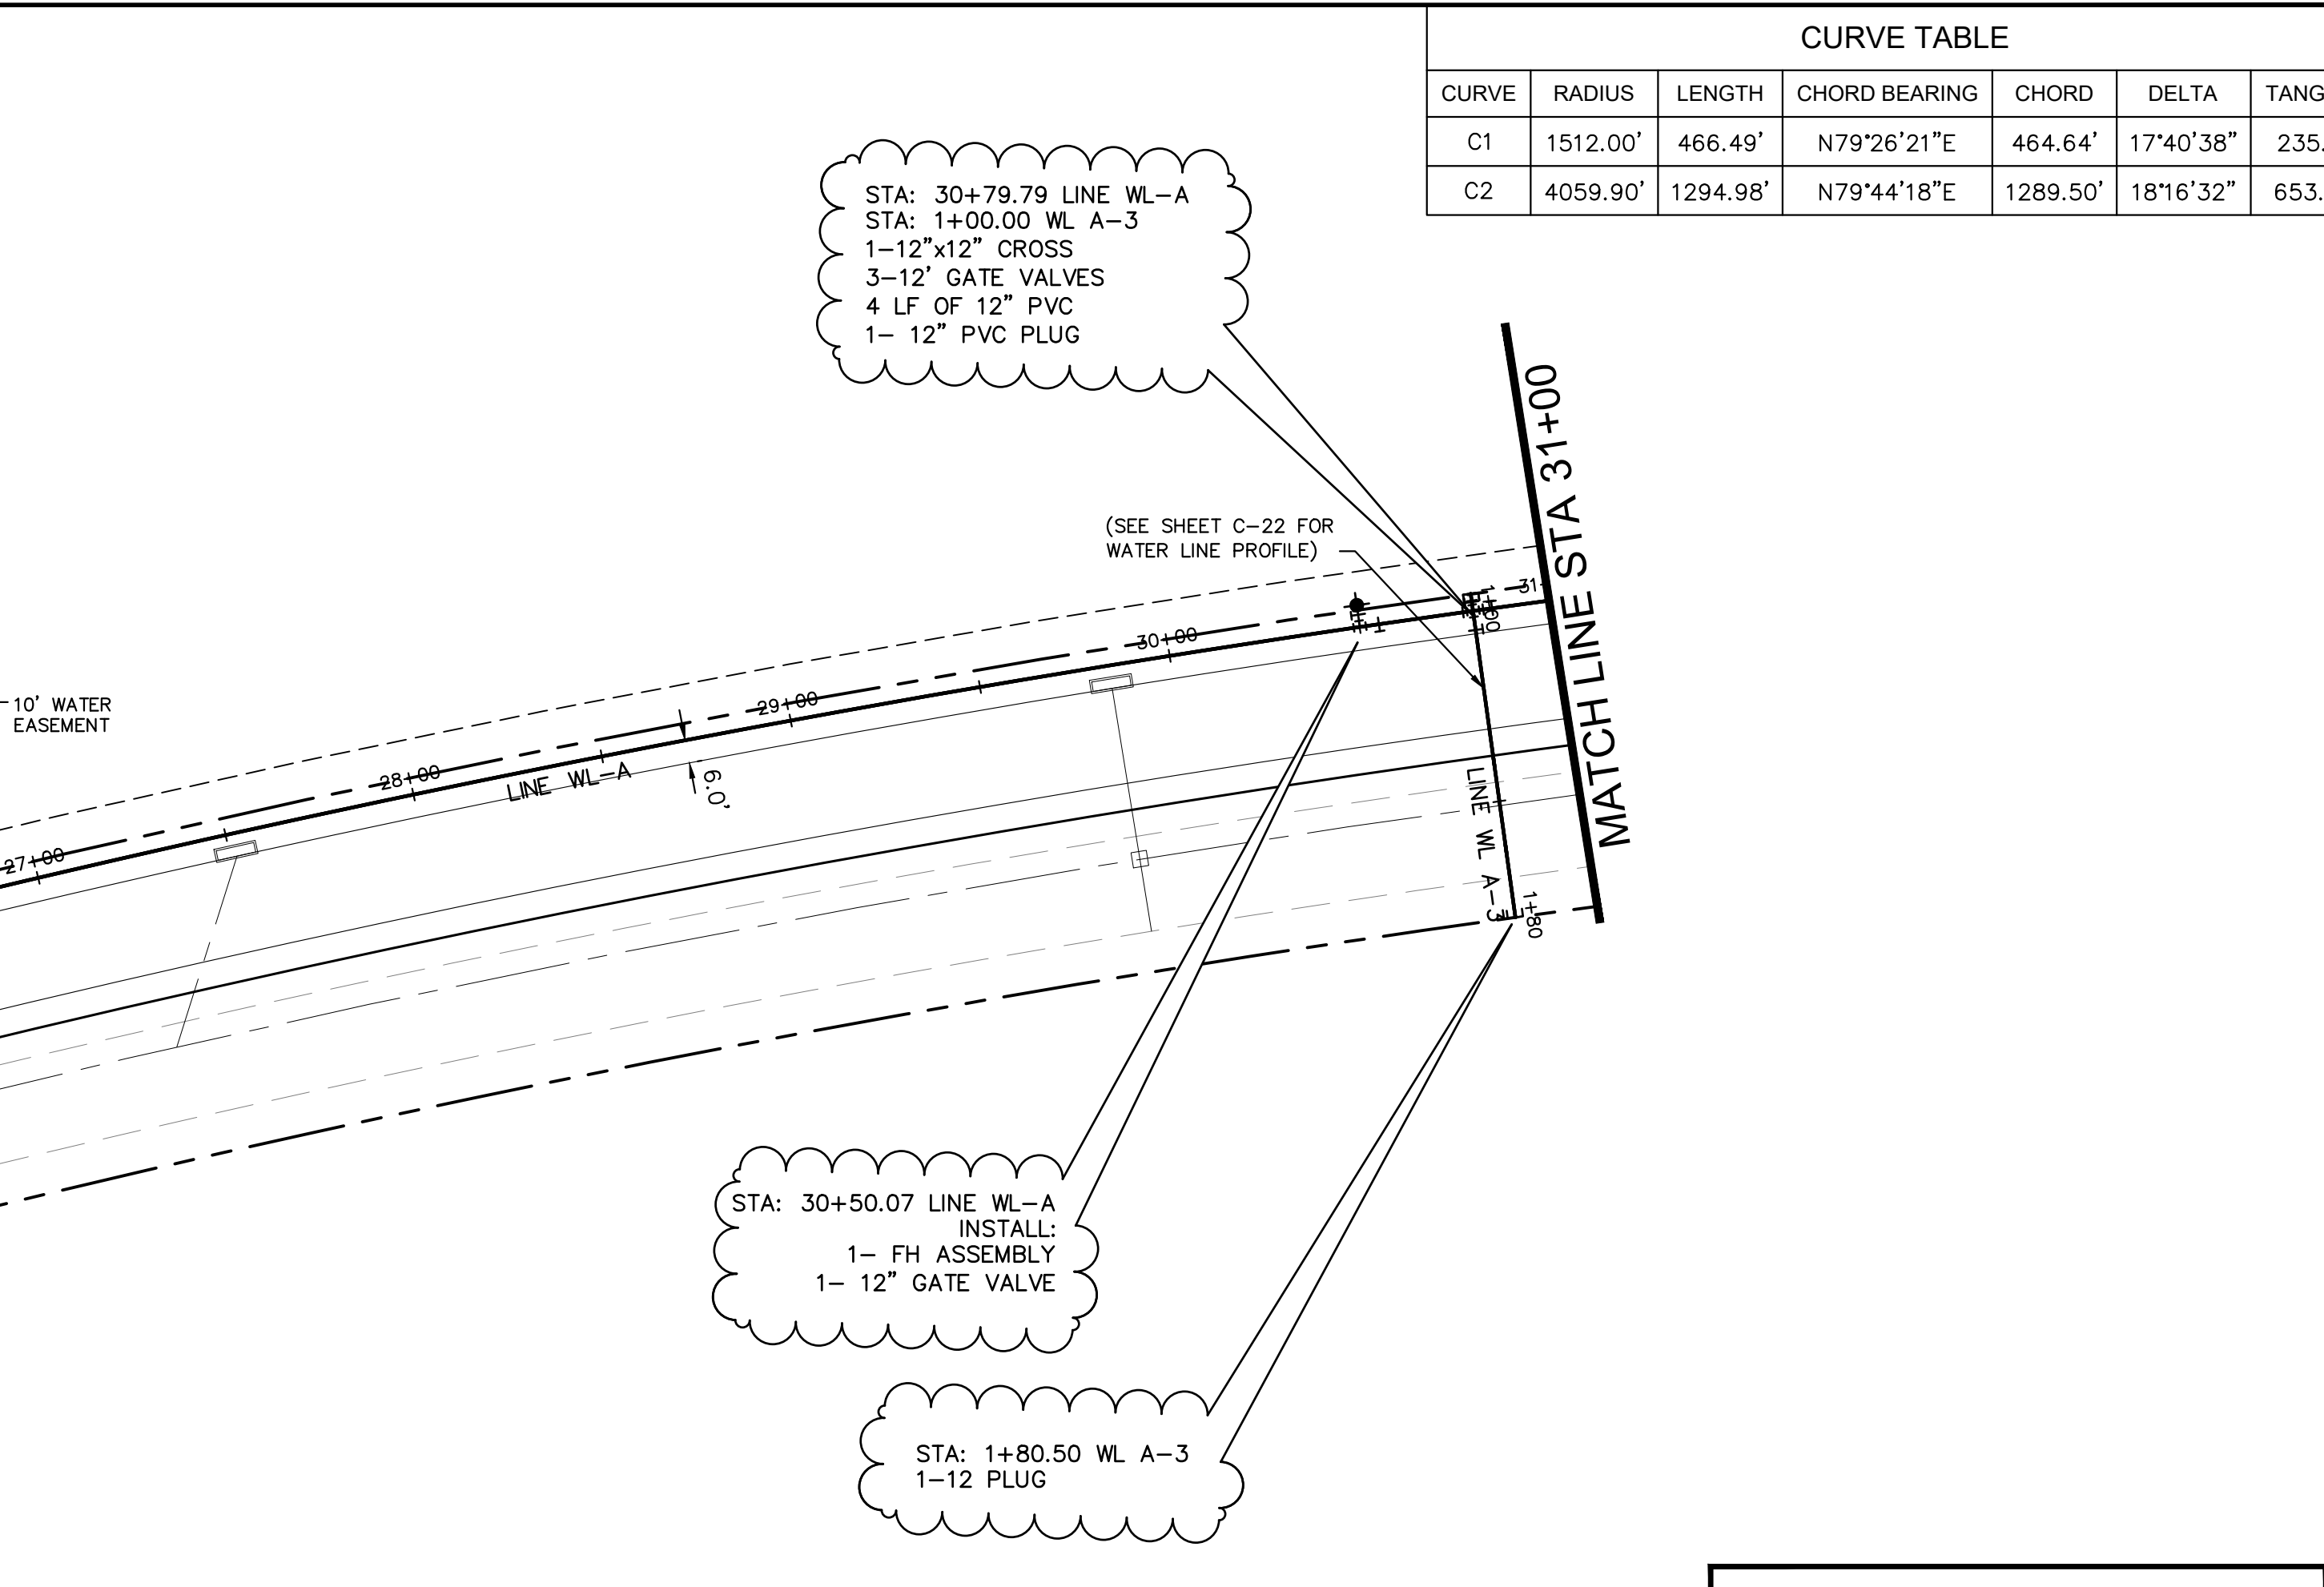 CURVE TABLE
CURVE RADIUS LENGTH CHORD BEARING CHORD DELTA TANG
C1 1512.00' 466.49' N79°26'21"E 464.64' 17°40'38" 235.
C2 4059.90' 1294.98' N79°44'18"E 1289.50' 18°16'32" 653.
STA: 30+79.79 LINE WL-A
STA: 1+00.00 WL A-3
1-12"x12" CROSS
3-12' GATE VALVES
4 LF OF 12" PVC
1- 12" PVC PLUG
MATCH LINE STA 31+00
(SEE SHEET C-22 FOR
WATER LINE PROFILE)
10' WATER
EASEMENT
27+00
28+00
LINE WL-A
6.0'
29+00
30+00
1+00
31
LINE WL A-3
1+80
STA: 30+50.07 LINE WL-A
INSTALL:
1- FH ASSEMBLY
1- 12" GATE VALVE
STA: 1+80.50 WL A-3
1-12 PLUG